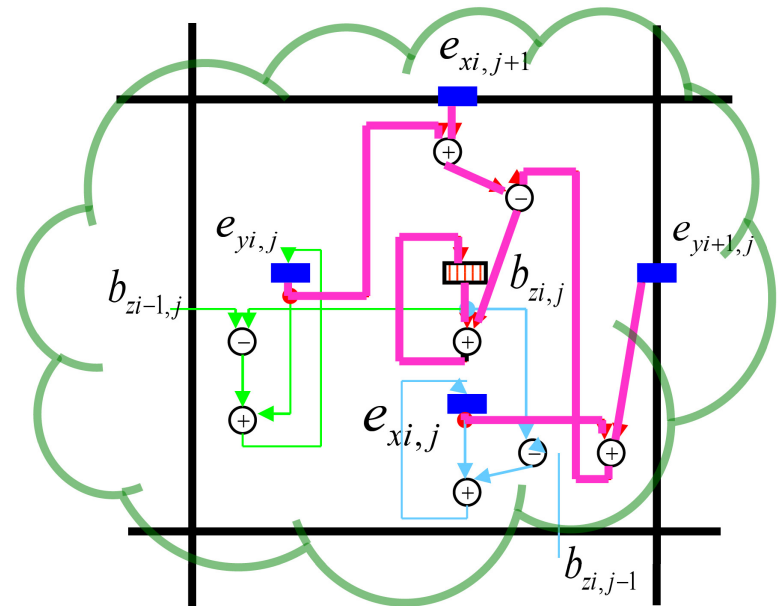 e_{xi, j+1}
+
−
e_{yi, j}
e_{yi+1, j}
b_{zi, j}
b_{zi−1, j}
−
+
+
e_{xi, j}
−
+
+
b_{zi, j−1}